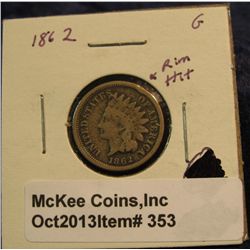 1862
G
* Rim
Hit
UNITED STATES OF AMERICA
1862
McKee Coins,Inc
Oct2013Item# 353